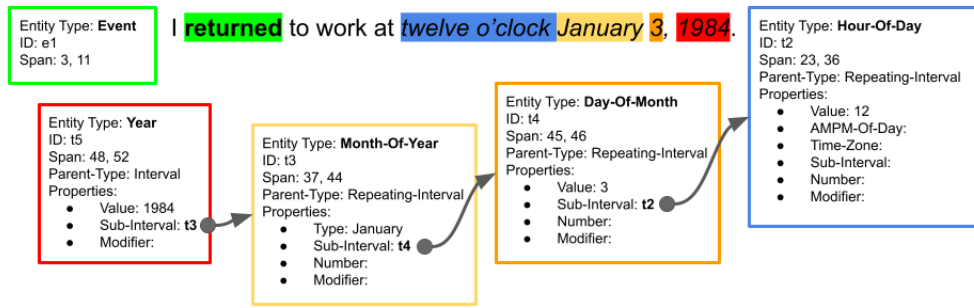 I returned to work at twelve o'clock January 3, 1984.
Entity Type: Event
ID: e1
Span: 3, 11
Entity Type: Year
ID: t5
Span: 48, 52
Parent-Type: Interval
Properties:
● Value: 1984
● Sub-Interval: t3
● Modifier:
Entity Type: Month-Of-Year
ID: t3
Span: 37, 44
Parent-Type: Repeating-Interval
Properties:
● Type: January
● Sub-Interval: t4
● Number:
● Modifier:
Entity Type: Day-Of-Month
ID: t4
Span: 45, 46
Parent-Type: Repeating-Interval
Properties:
● Value: 3
● Sub-Interval: t2
● Number:
● Modifier:
Entity Type: Hour-Of-Day
ID: t2
Span: 23, 36
Parent-Type: Repeating-Interval
Properties:
● Value: 12
● AMPM-Of-Day:
● Time-Zone:
● Sub-Interval:
● Number:
● Modifier: